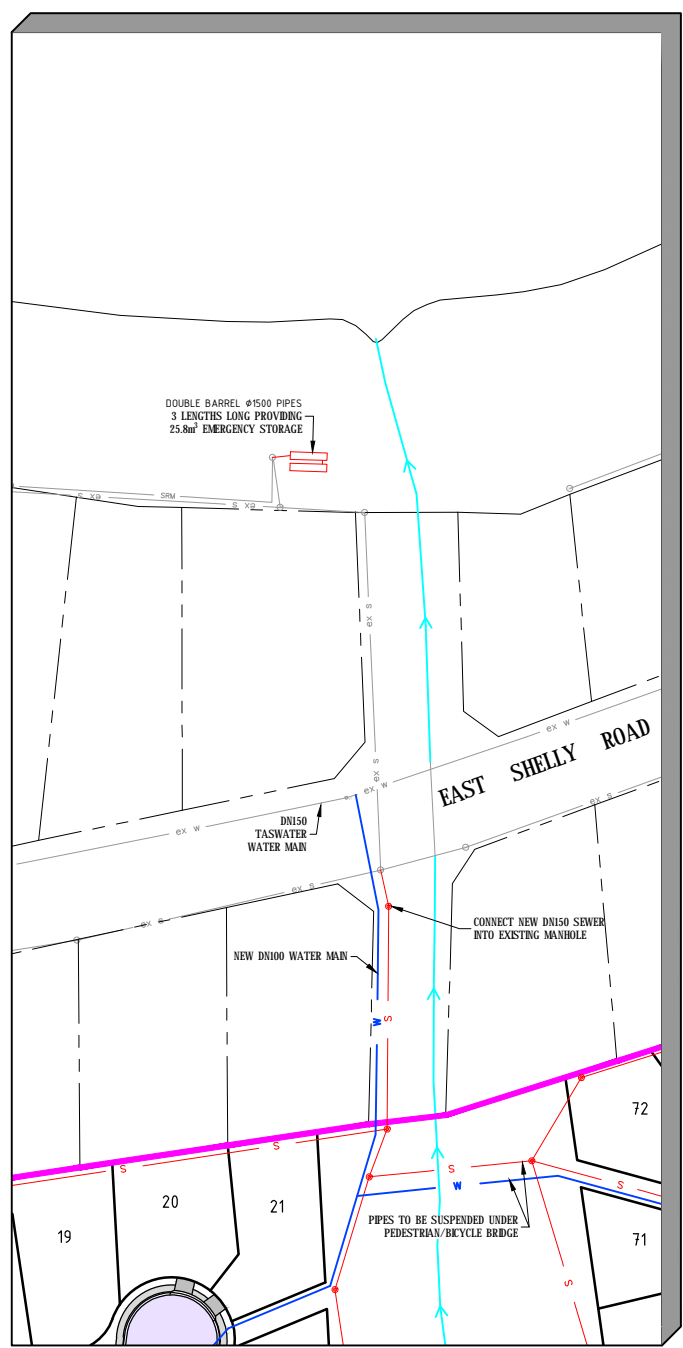 DOUBLE BARREL Ø1500 PIPES
3 LENGTHS LONG PROVIDING
25.8m³ EMERGENCY STORAGE
ex s
SRM
ex s
ex s
ex s
ex w
EAST SHELLY ROAD
ex w
ex s
ex w
DN150
TASWATER
WATER MAIN
ex s
ex s
CONNECT NEW DN150 SEWER
INTO EXISTING MANHOLE
NEW DN100 WATER MAIN
W
S
72
S
S
S
W
S
20
21
19
PIPES TO BE SUSPENDED UNDER
PEDESTRIAN/BICYCLE BRIDGE
71
S